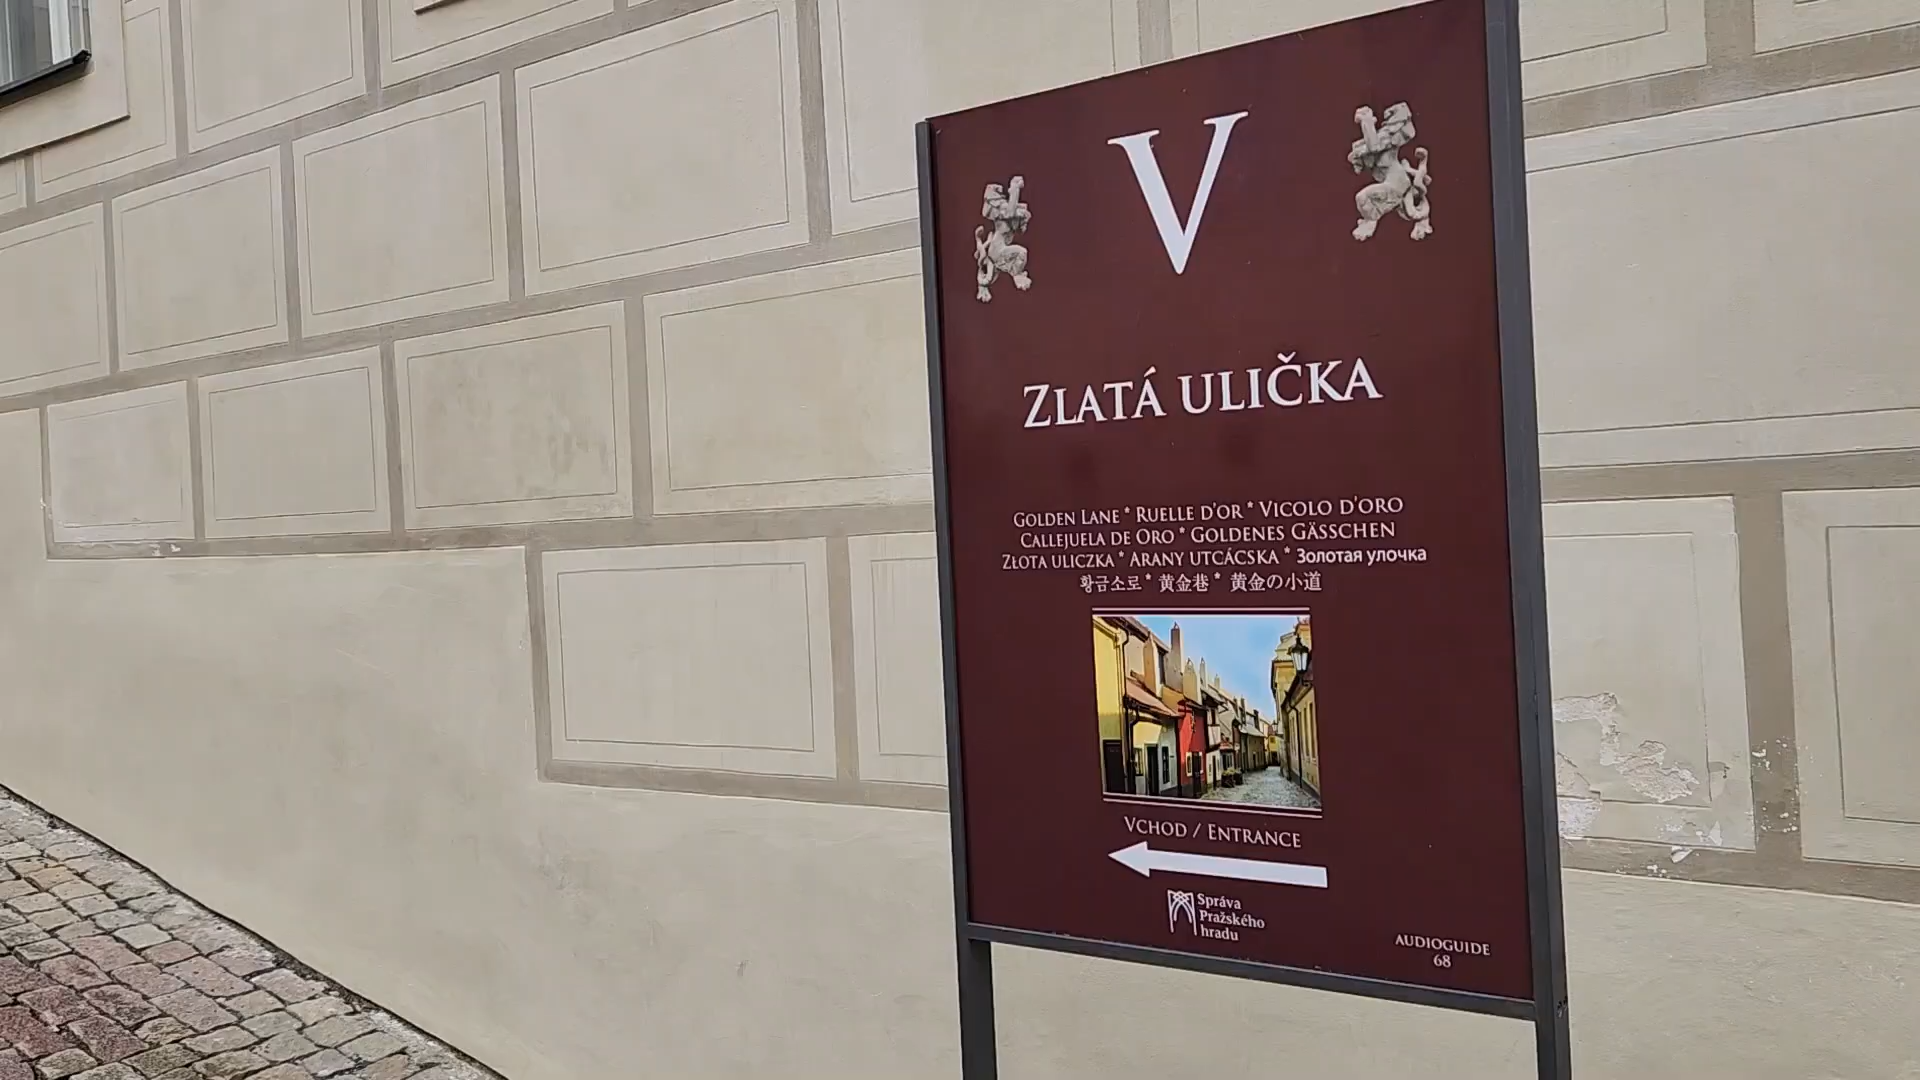 V
ZLATÁ ULIČKA
GOLDEN LANE * RUELLE D'OR * VICOLO D'ORO
CALLEJUELA DE ORO * GOLDENES GÄSSCHEN
ZŁOTA ULICZKA * ARANY UTCÁCSKA * Золотая улочка
황금소로 * 黄金巷 * 黄金の小道
VCHOD / ENTRANCE
Správa
Pražského
hradu
AUDIOGUIDE
68